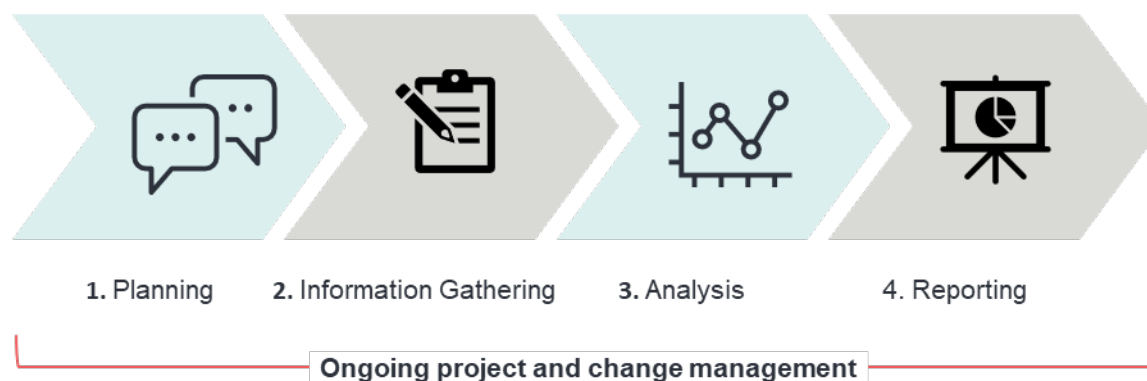 1. Planning
2. Information Gathering
3. Analysis
4. Reporting
Ongoing project and change management